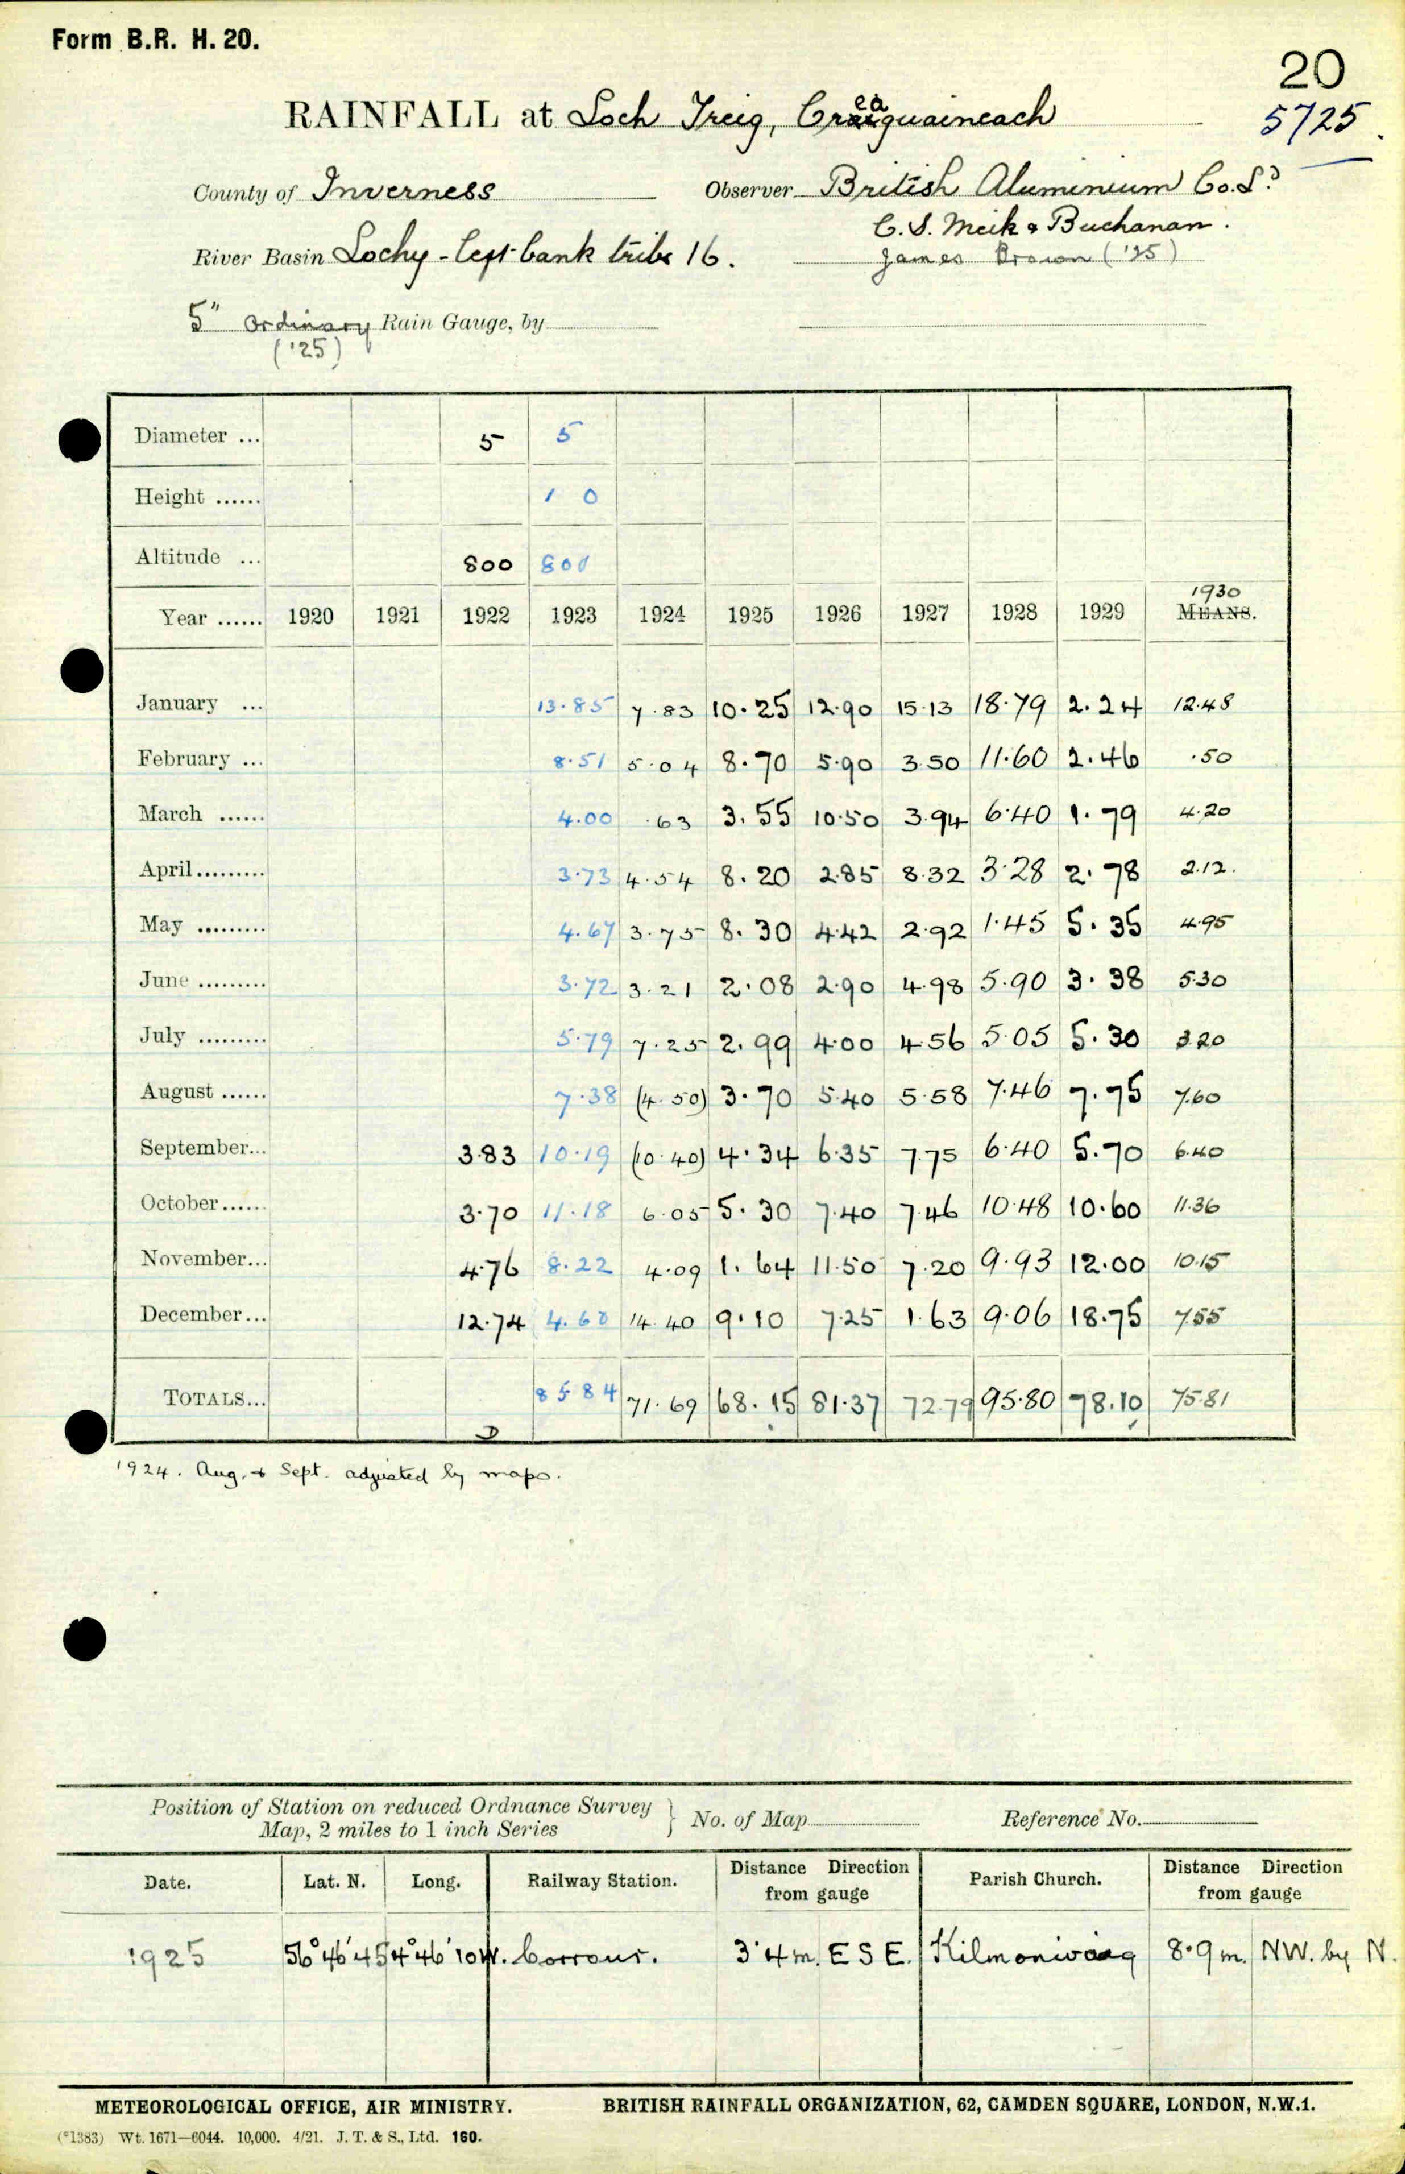 Form B.R. H. 20.
20
RAINFALL at Loch Treig, Creaguaineach
5725
County of Inverness Observer British Aluminium Co. Ld
C. S. Meik & Buchanan.
River Basin Lochy - left bank tribs 16. James Brown ('25)
5" Ordinary Rain Gauge, by
('25)
Diameter ... 5 5
Height ...... 1 0
Altitude ... 800 800
Year ...... 1920 1921 1922 1923 1924 1925 1926 1927 1928 1929 1930 MEANS.
January ... 13.85 7.83 10.25 12.90 15.13 18.79 2.24 12.48
February ... 8.51 5.04 8.70 5.90 3.50 11.60 2.46 .50
March ...... 4.00 .63 3.55 10.50 3.94 6.40 1.79 4.20
April ......... 3.73 4.54 8.20 2.85 8.32 3.28 2.78 2.12.
May ......... 4.67 3.75 8.30 4.42 2.92 1.45 5.35 4.95
June ......... 3.72 3.21 2.08 2.90 4.98 5.90 3.38 5.30
July ......... 5.79 7.25 2.99 4.00 4.56 5.05 5.30 3.20
August ...... 7.38 (4.50) 3.70 5.40 5.58 7.46 7.75 7.60
September... 3.83 10.19 (10.40) 4.34 6.35 7.75 6.40 5.70 6.40
October...... 3.70 11.18 6.05 5.30 7.40 7.46 10.48 10.60 11.36
November... 4.76 8.22 4.09 1.64 11.50 7.20 9.93 12.00 10.15
December... 12.74 4.60 14.40 9.10 7.25 1.63 9.06 18.75 7.55
TOTALS... 85 84 71.69 68.15 81.37 72.79 95.80 78.10 75.81
1924. Aug. & Sept. adjusted by maps.
Position of Station on reduced Ordnance Survey
Map, 2 miles to 1 inch Series } No. of Map Reference No.
Date. Lat. N. Long. Railway Station. Distance Direction from gauge Parish Church. Distance Direction from gauge
1925 56°46'45 4°46'10 W. Corrour. 3.4 m. E S E. Kilmonivaig 8.9 m. NW. by N.
METEOROLOGICAL OFFICE, AIR MINISTRY. BRITISH RAINFALL ORGANIZATION, 62, CAMDEN SQUARE, LONDON, N.W.1.
(*1383) Wt. 1671—6044. 10,000. 4/21. J. T. & S., Ltd. 160.